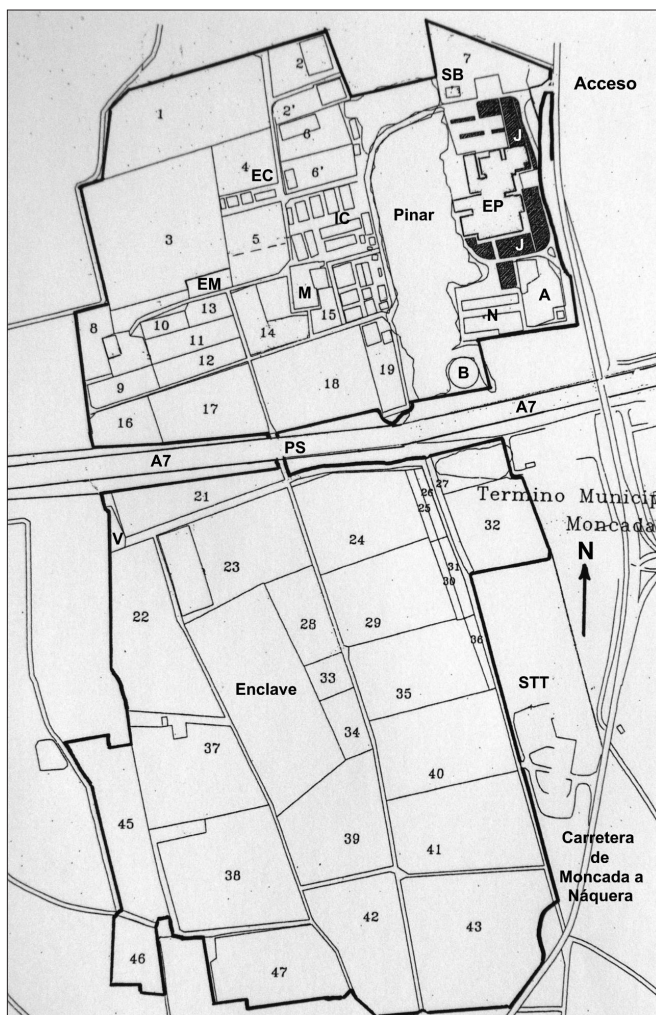 7
2
SB
Acceso
1
2'
6
J
4
EC
6'
EP
IC
Pinar
3
5
J
EM
M
A
8
13
10
15
N
14
11
12
B
9
18
19
16
17
A7
PS
A7
21
27
26
25
Termino Municip
Moncada
V
24
32
23
N
31
30
22
28
29
36
33
Enclave
35
STT
34
37
40
45
39
41
Carretera
de
Moncada a
Náquera
38
42
43
46
47